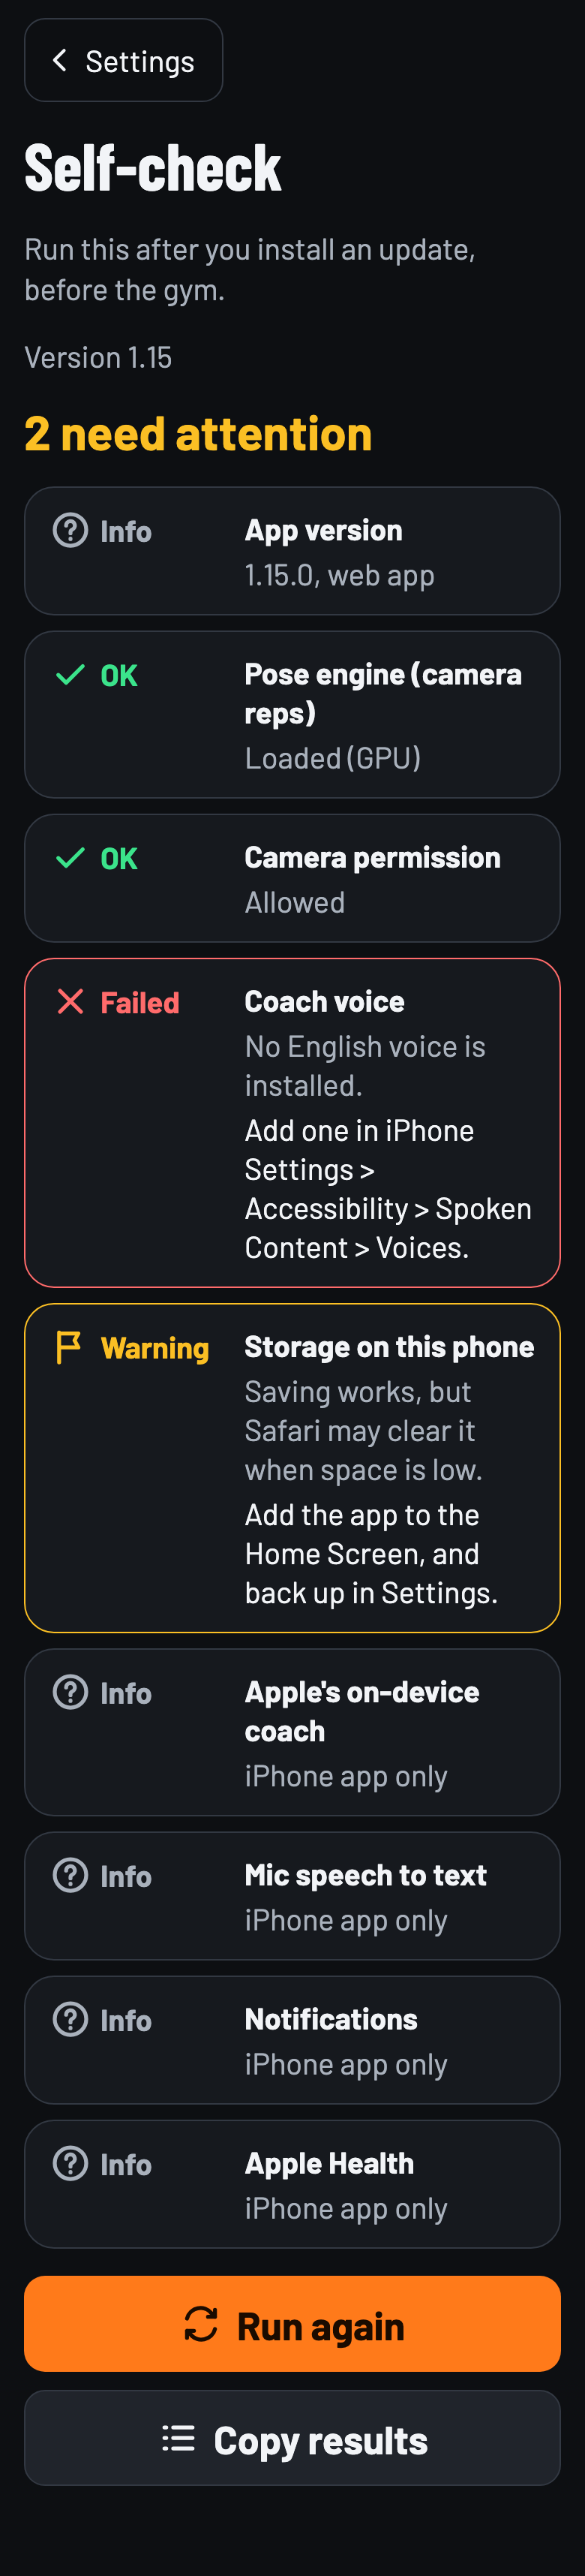 Settings
Self-check
Run this after you install an update,
before the gym.
Version 1.15
2 need attention
Info
App version
1.15.0, web app
OK
Pose engine (camera
reps)
Loaded (GPU)
OK
Camera permission
Allowed
Failed
Coach voice
No English voice is
installed.
Add one in iPhone
Settings >
Accessibility > Spoken
Content > Voices.
Warning
Storage on this phone
Saving works, but
Safari may clear it
when space is low.
Add the app to the
Home Screen, and
back up in Settings.
Info
Apple's on-device
coach
iPhone app only
Info
Mic speech to text
iPhone app only
Info
Notifications
iPhone app only
Info
Apple Health
iPhone app only
Run again
Copy results